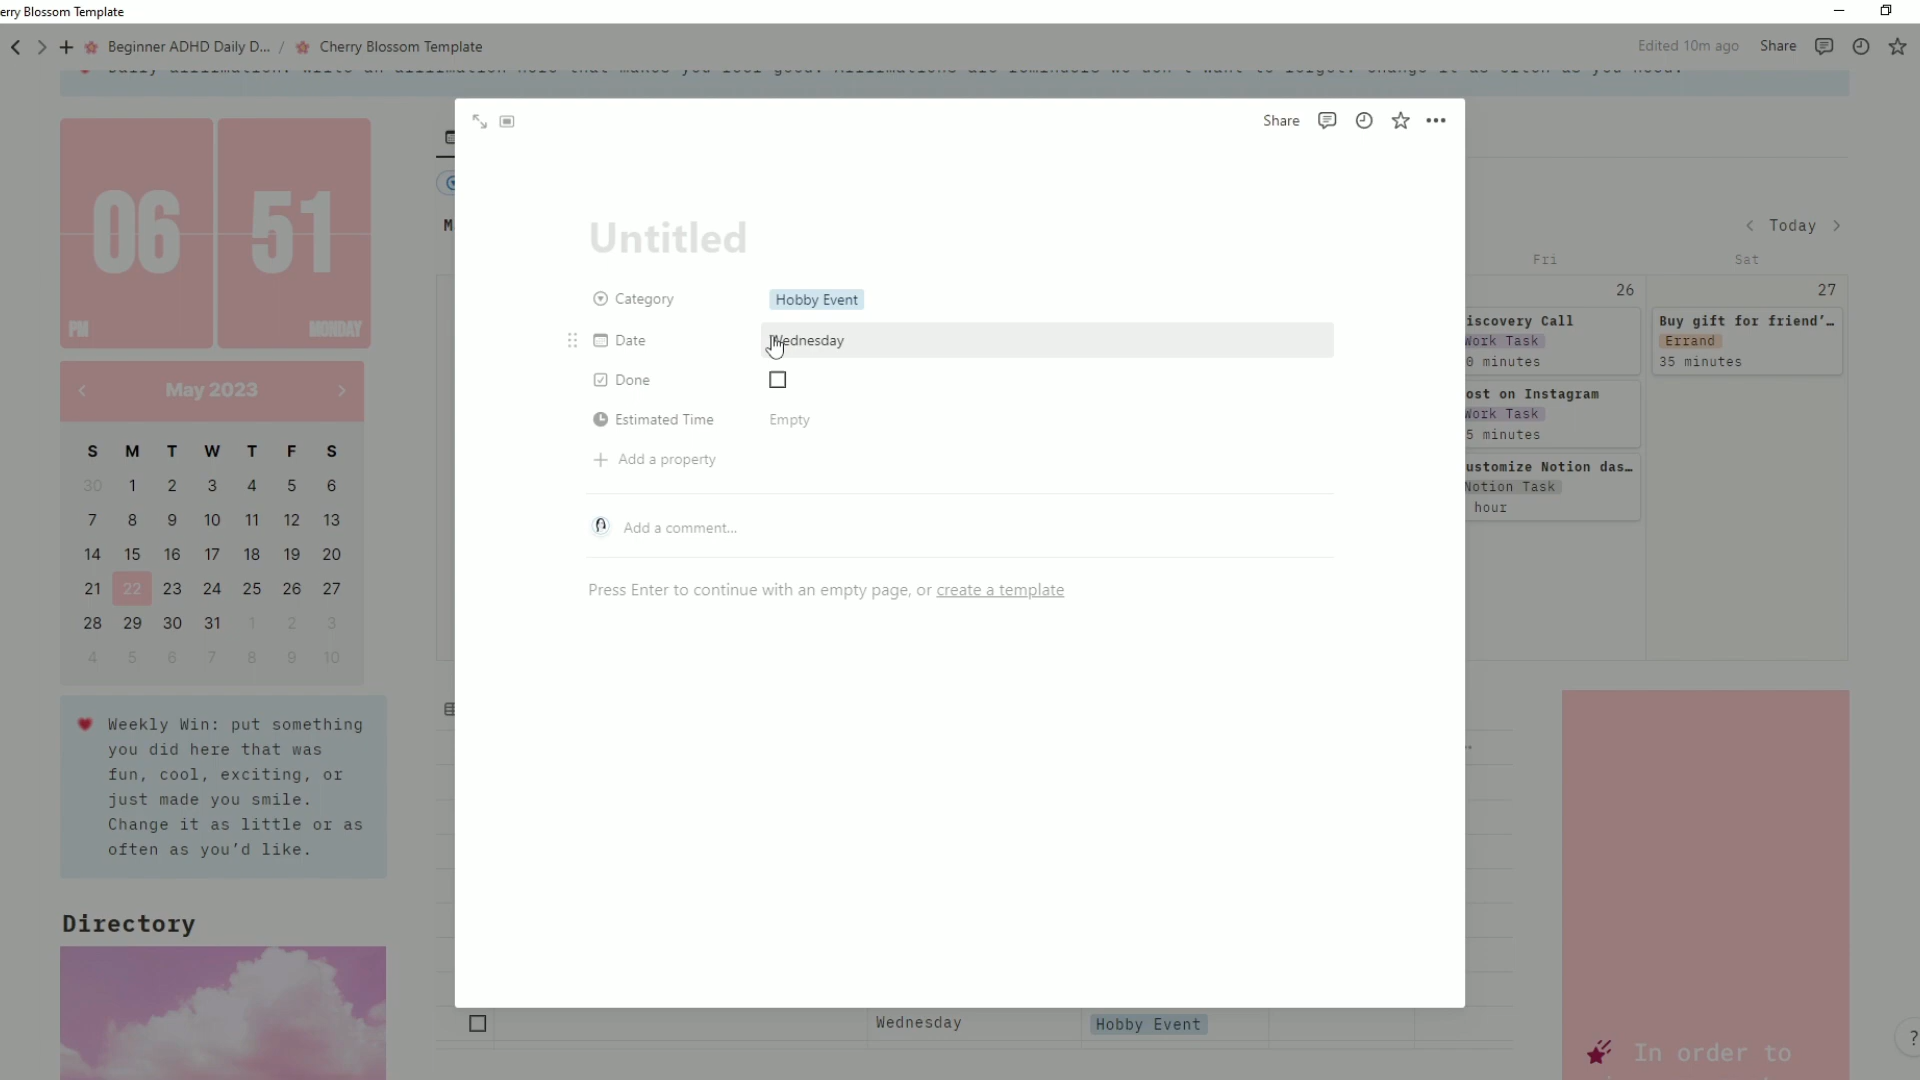 erry Blossom Template
Beginner ADHD Daily D... / Cherry Blossom Template
Edited 10m ago Share
Share
Untitled
Category Hobby Event
Date Wednesday
Done
Estimated Time Empty
Add a property
Add a comment...
Press Enter to continue with an empty page, or create a template
06 51
PM MONDAY
May 2023
S M T W T F S
30 1 2 3 4 5 6
7 8 9 10 11 12 13
14 15 16 17 18 19 20
21 22 23 24 25 26 27
28 29 30 31 1 2 3
4 5 6 7 8 9 10
Weekly Win: put something
you did here that was
fun, cool, exciting, or
just made you smile.
Change it as little or as
often as you'd like.
Directory
M
Today
Fri Sat
26 27
iscovery Call
Work Task
0 minutes
ost on Instagram
Work Task
5 minutes
ustomize Notion das…
Notion Task
hour
Buy gift for friend'…
Errand
35 minutes
Wednesday Hobby Event
In order to
?